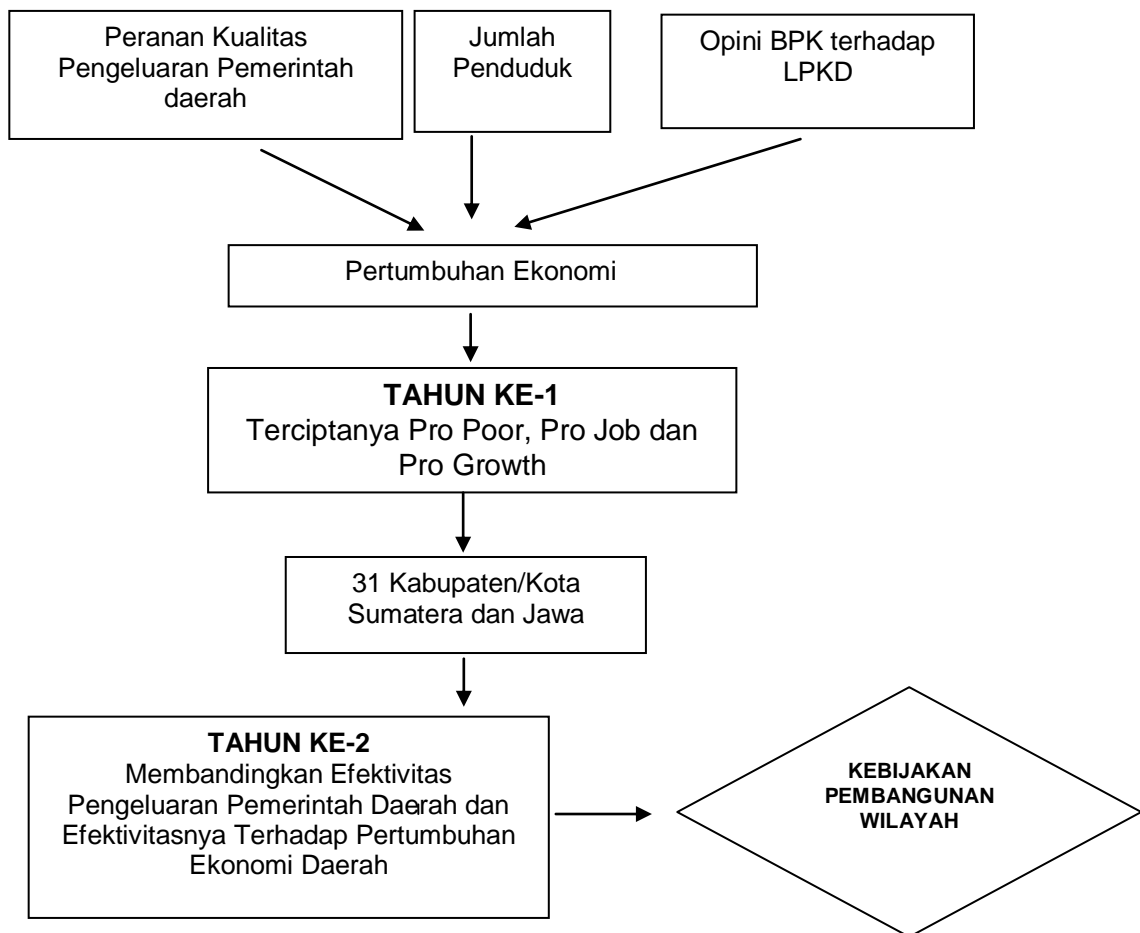 Peranan Kualitas
Pengeluaran Pemerintah
daerah
Jumlah
Penduduk
Opini BPK terhadap
LPKD
Pertumbuhan Ekonomi
TAHUN KE-1
Terciptanya Pro Poor, Pro Job dan
Pro Growth
31 Kabupaten/Kota
Sumatera dan Jawa
TAHUN KE-2
Membandingkan Efektivitas
Pengeluaran Pemerintah Daerah dan
Efektivitasnya Terhadap Pertumbuhan
Ekonomi Daerah
KEBIJAKAN
PEMBANGUNAN
WILAYAH